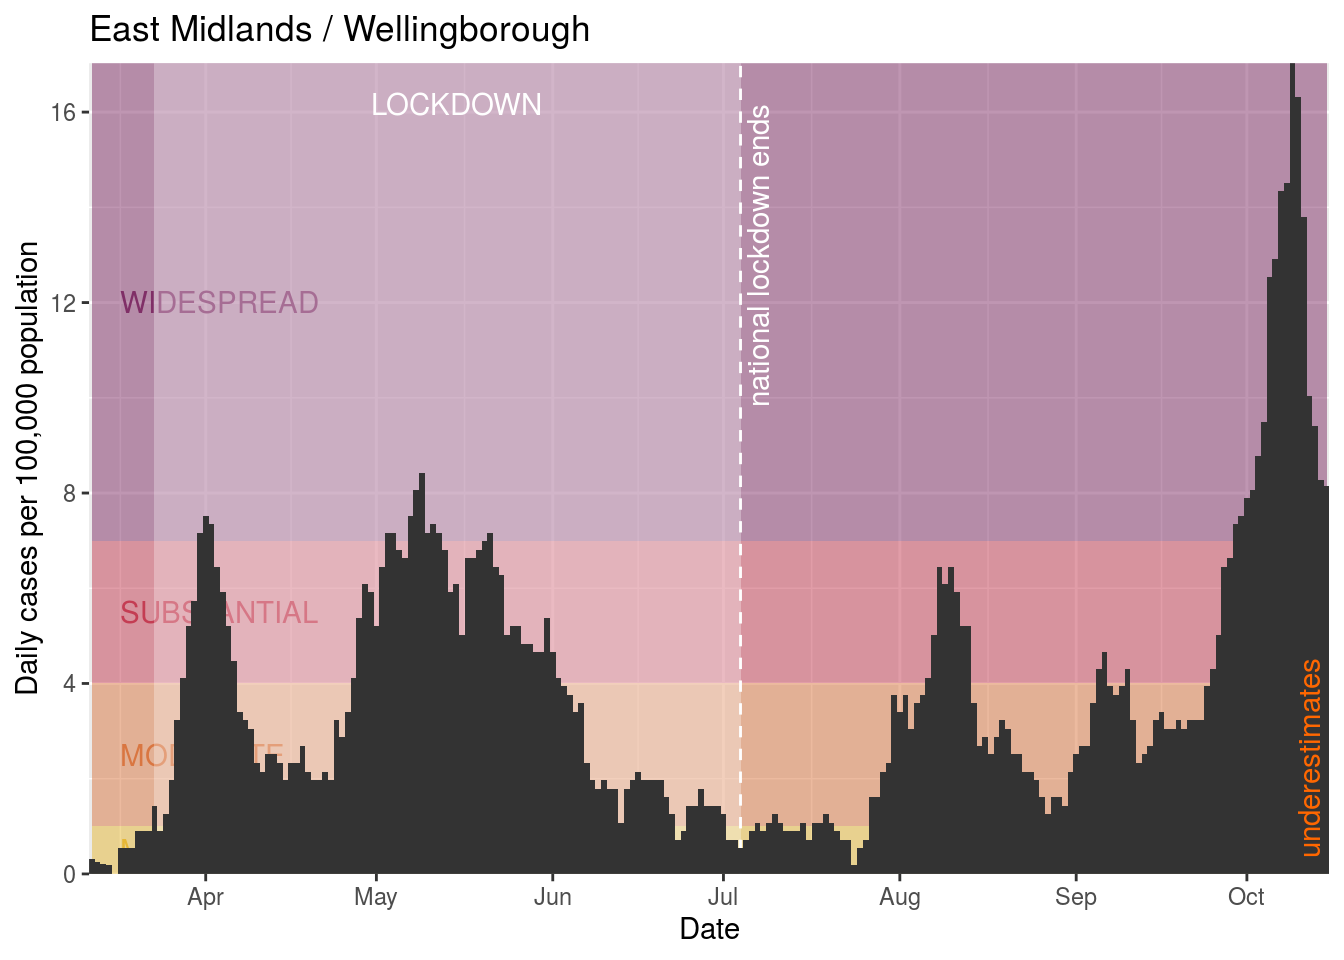 East Midlands / Wellingborough
LOCKDOWN
national lockdown ends
WIDESPREAD
SUBSTANTIAL
underestimates
Daily cases per 100,000 population
16
12
8
4
0
Apr
May
Jun
Jul
Aug
Sep
Oct
Date